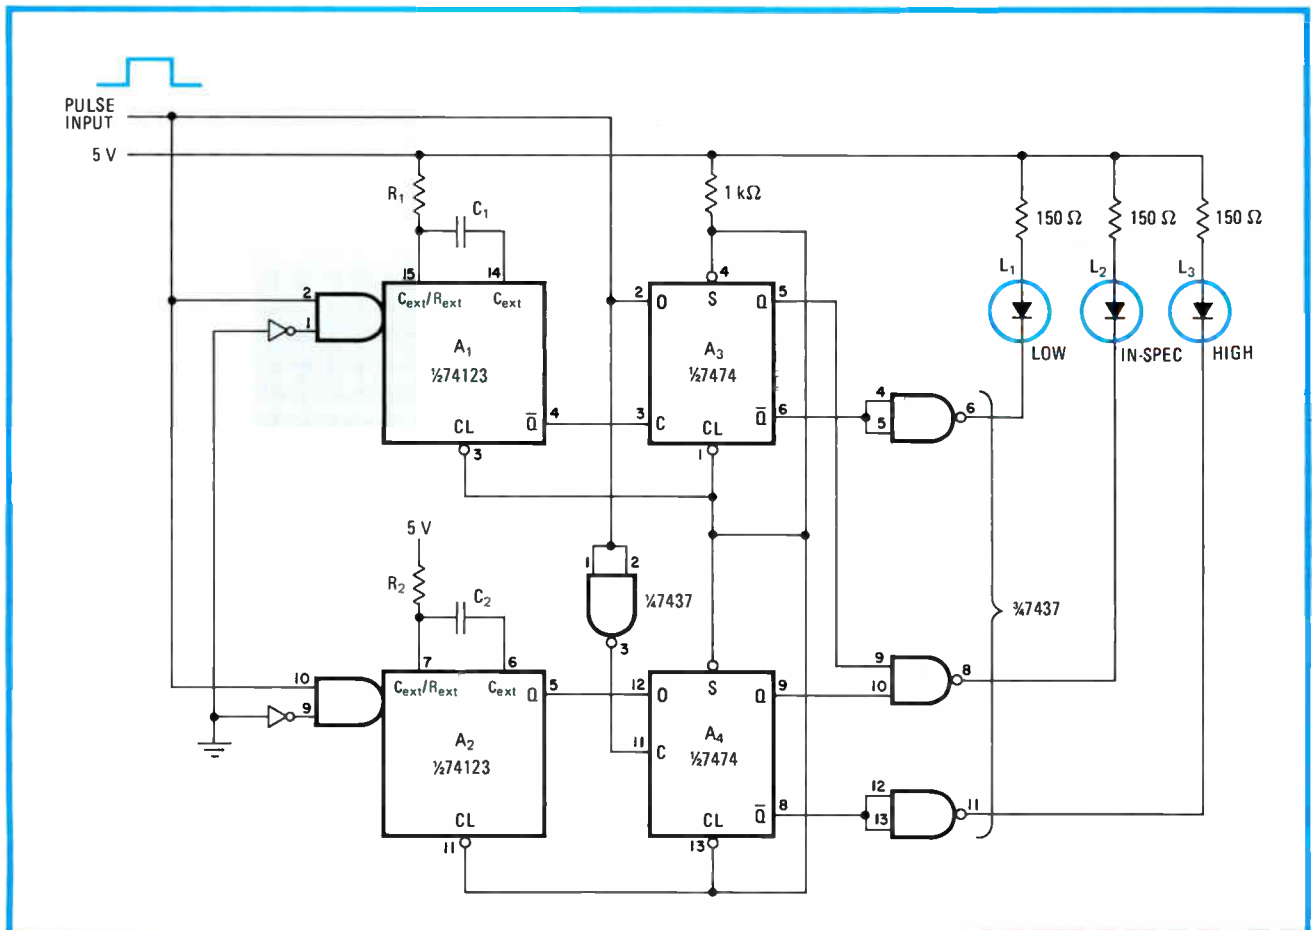 PULSE
INPUT
5 V
R1
C1
1 kΩ
150 Ω
150 Ω
150 Ω
15
14
Cext/Rext
Cext
2
1
A1
½74123
Q̅
4
CL
3
4
2
O
S
Q
5
A3
½7474
3
C
CL
Q̅
6
1
L1
L2
L3
LOW
IN-SPEC
HIGH
4
5
6
5 V
R2
C2
1
2
¼7437
3
¾7437
7
6
Cext/Rext
Cext
Q
5
10
9
A2
½74123
CL
11
12
O
S
Q
9
11
C
A4
½7474
Q̅
8
CL
13
9
10
8
12
13
11